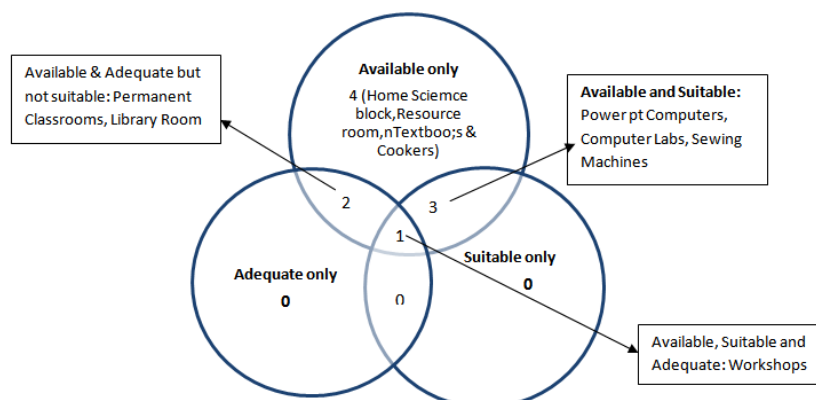 Available only
4 (Home Sciemce
block,Resource
room,nTextboo;s &
Cookers)
Available & Adequate but
not suitable: Permanent
Classrooms, Library Room
Available and Suitable:
Power pt Computers,
Computer Labs, Sewing
Machines
2
3
1
Adequate only
0
Suitable only
0
0
Available, Suitable and
Adequate: Workshops